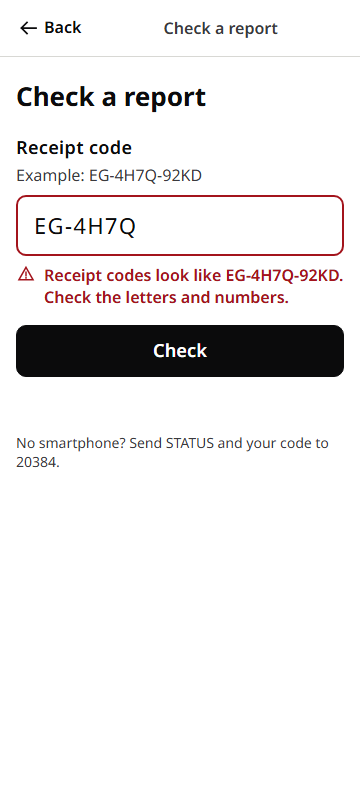 Back
Check a report
Check a report
Receipt code
Example: EG-4H7Q-92KD
EG-4H7Q
Receipt codes look like EG-4H7Q-92KD.
Check the letters and numbers.
Check
No smartphone? Send STATUS and your code to
20384.